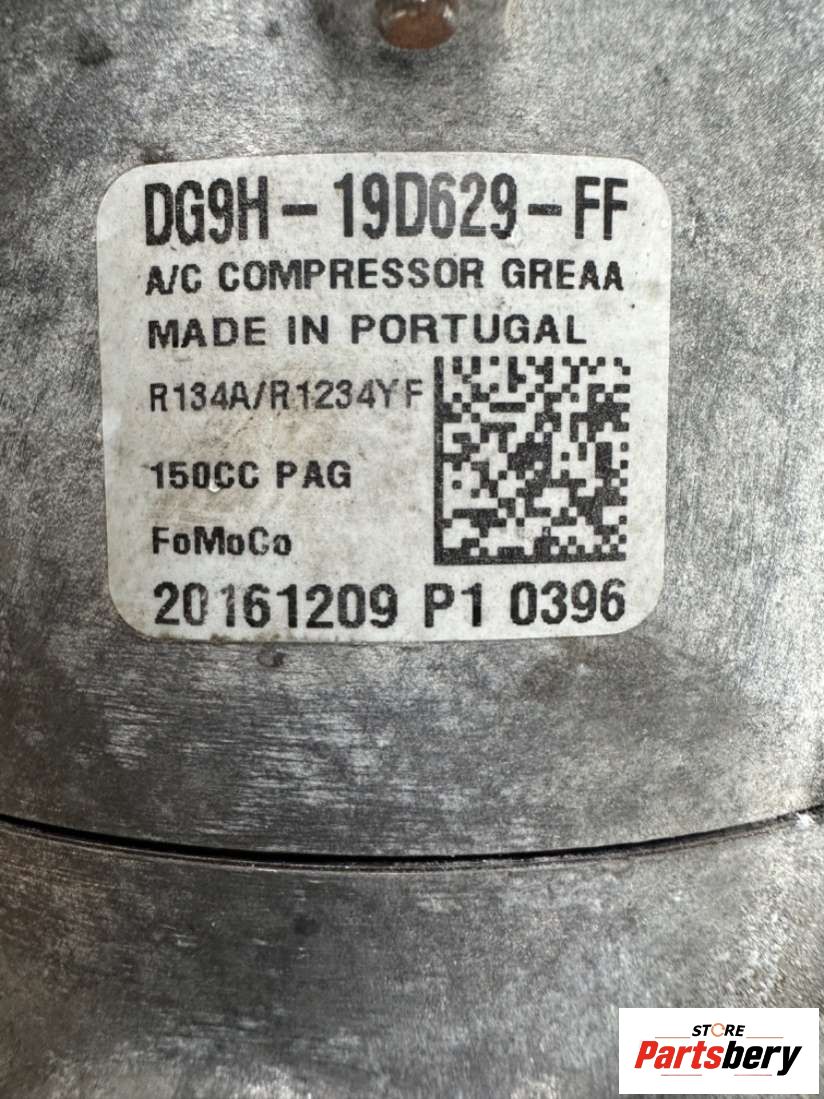 DG9H-19D629-FF
A/C COMPRESSOR GREAA
MADE IN PORTUGAL
R134A/R1234YF
150CC PAG
FoMoCo
20161209 P1 0396
STORE
Partsbery